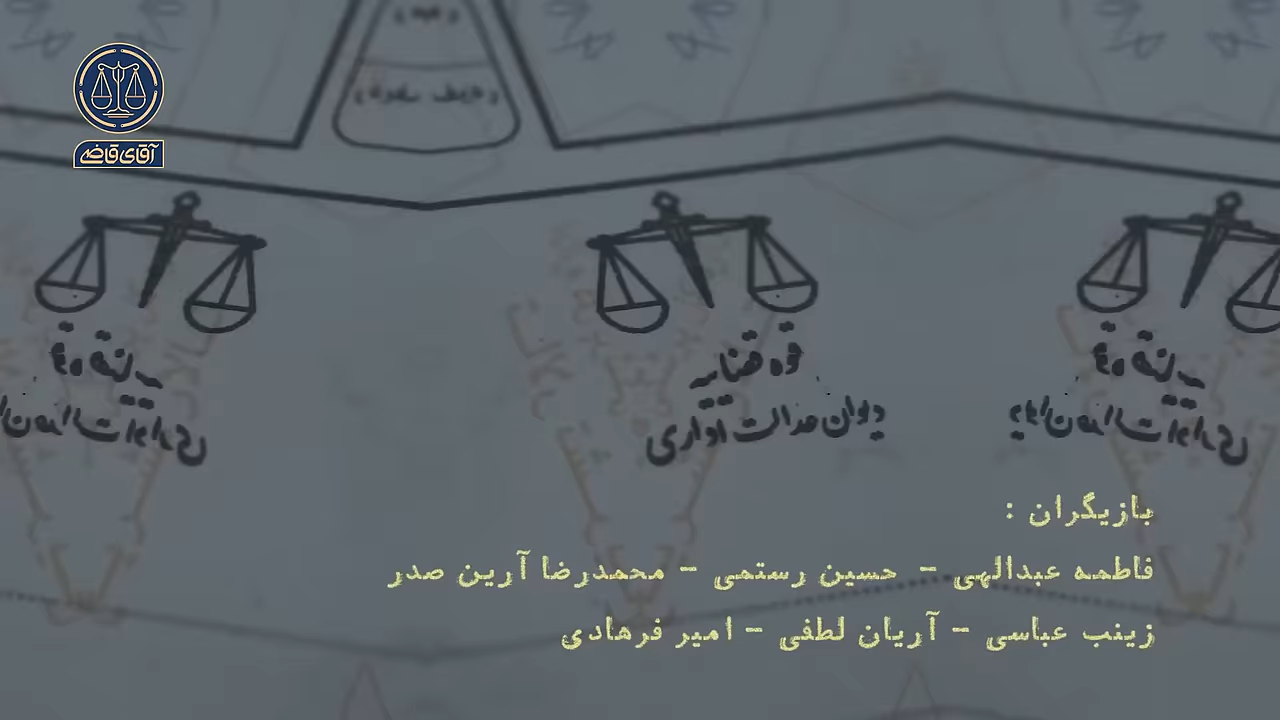 آقای قاضی
قوه قضاییه
دیوان عدالت اداری
بازیگران :
فاطمه عبدالهی - حسین رستمی - محمدرضا آرین صدر
زینب عباسی - آریان لطفی - امیر فرهادی